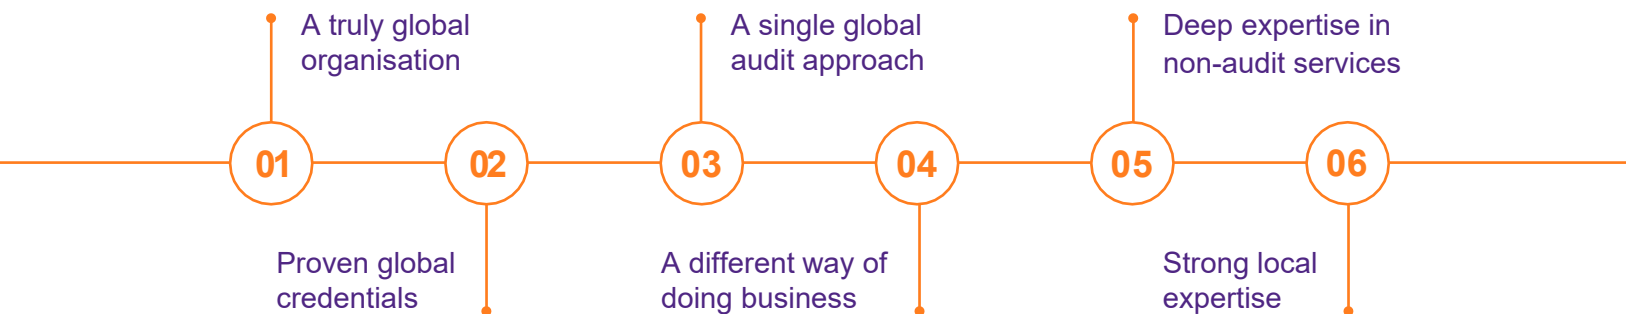 A truly global
organisation
A single global
audit approach
Deep expertise in
non-audit services
01
02
03
04
05
06
Proven global
credentials
A different way of
doing business
Strong local
expertise